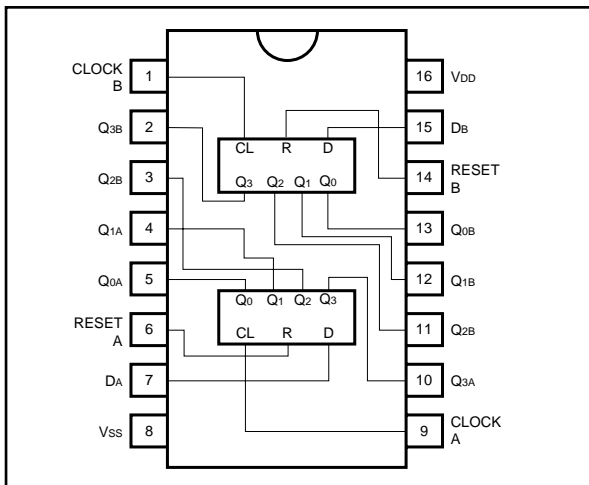 CLOCK
B
1
16
VDD
Q3B
2
15
DB
Q2B
3
14
RESET
B
Q1A
4
13
Q0B
Q0A
5
12
Q1B
RESET
A
6
11
Q2B
DA
7
10
Q3A
VSS
8
9
CLOCK
A
CL R D
Q3 Q2 Q1 Q0
Q0 Q1 Q2 Q3
CL R D